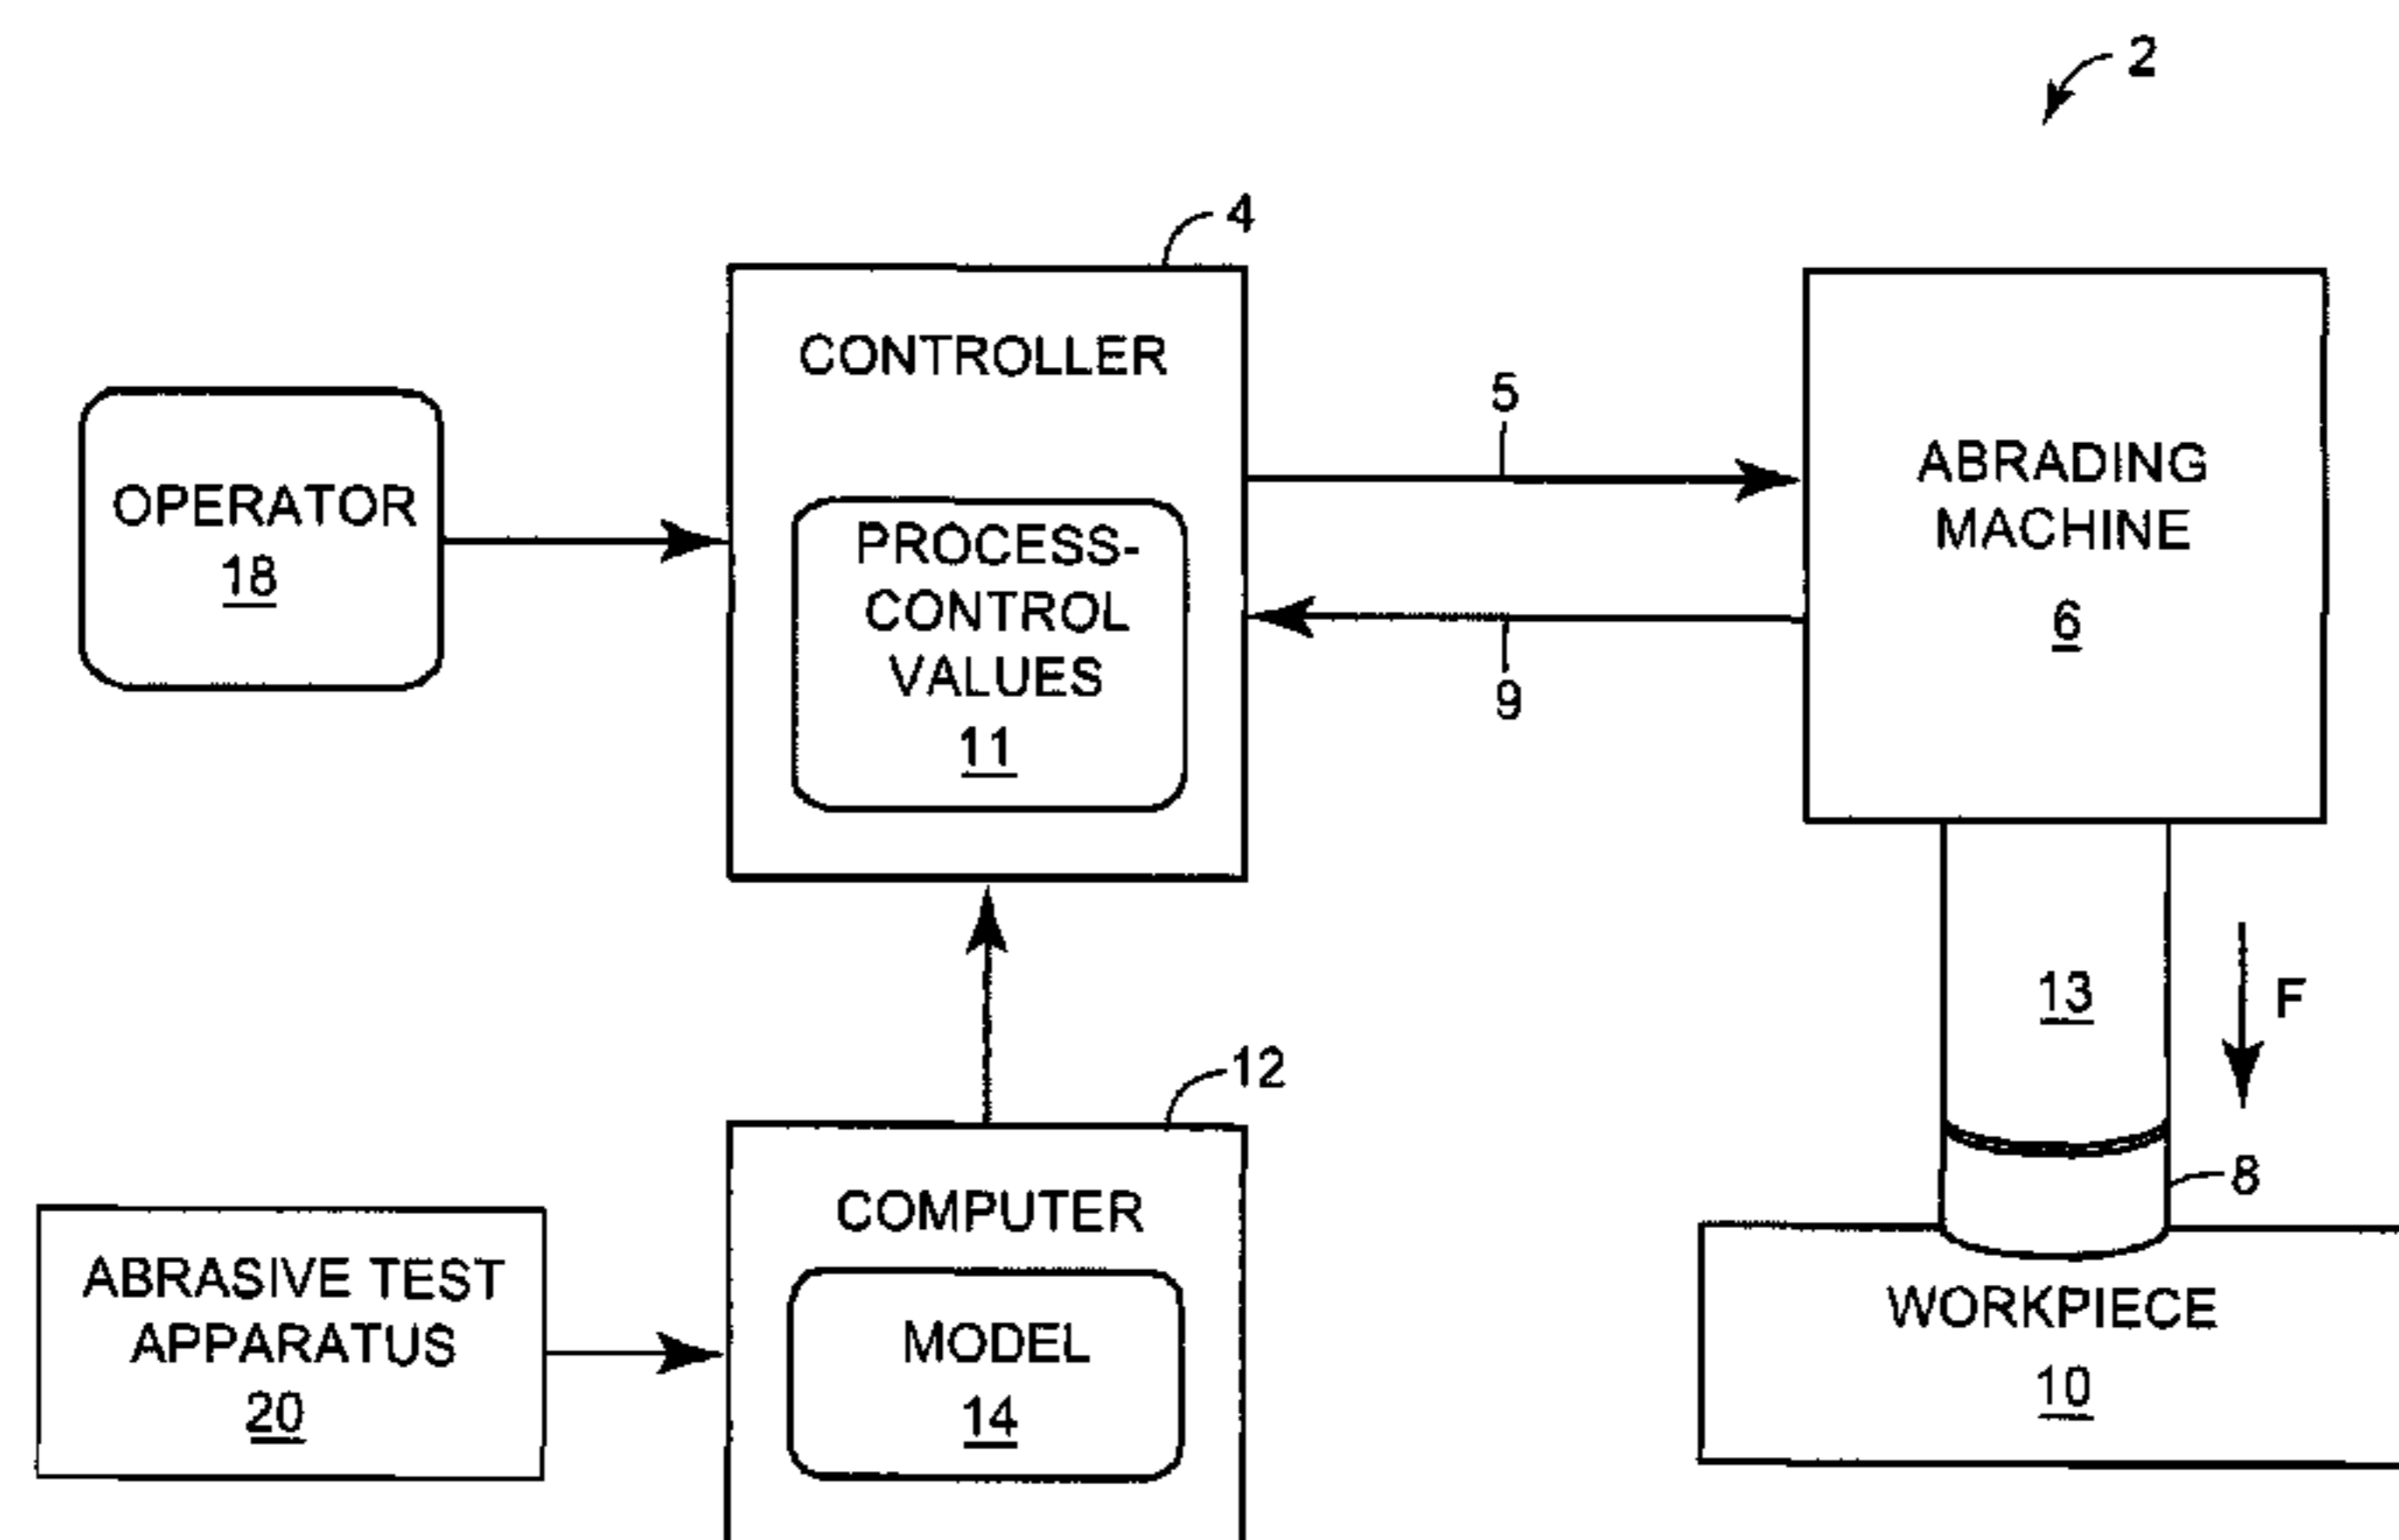 2
4
CONTROLLER
5
ABRADING
MACHINE
6
OPERATOR
18
PROCESS-
CONTROL
VALUES
11
9
13
F
12
COMPUTER
8
ABRASIVE TEST
APPARATUS
20
MODEL
14
WORKPIECE
10